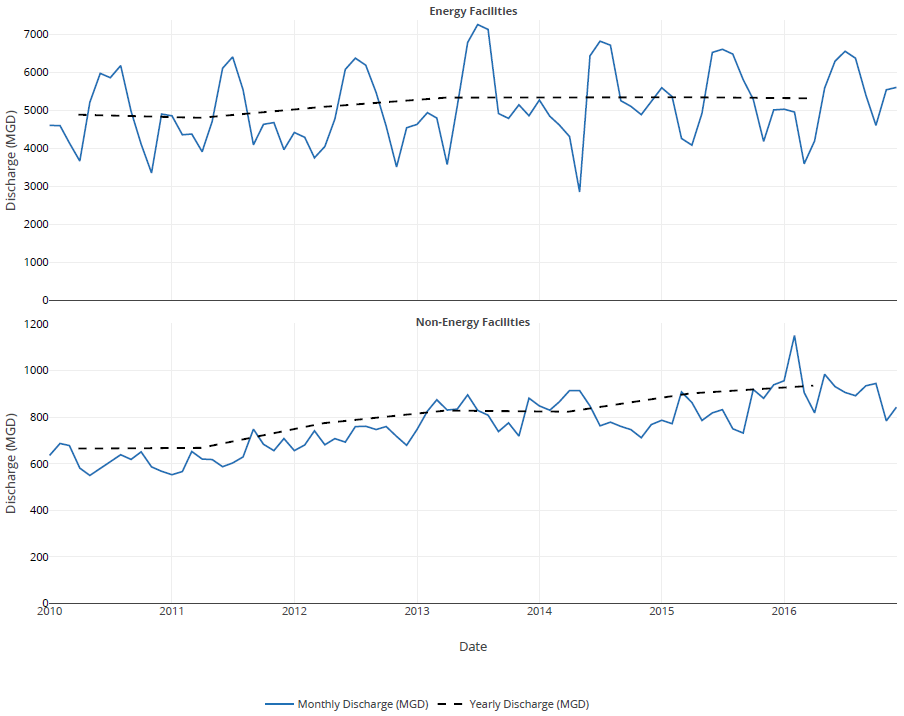 Energy Facilities
7000
6000
5000
4000
3000
2000
1000
0
Discharge (MGD)
Non-Energy Facilities
1200
1000
800
600
400
200
0
Discharge (MGD)
2010 2011 2012 2013 2014 2015 2016
Date
Monthly Discharge (MGD) Yearly Discharge (MGD)